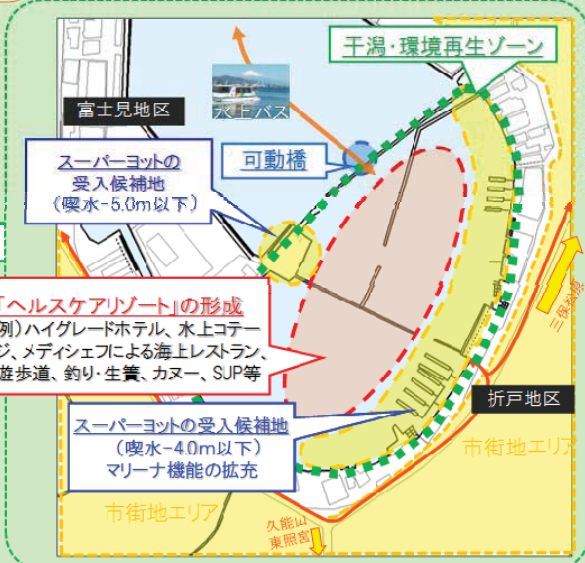 干潟・環境再生ゾーン
富士見地区
水上バス
スーパーヨットの
受入候補地
（喫水-5.0m以下）
可動橋
「ヘルスケアリゾート」の形成
例）ハイグレードホテル、水上コテー
ジ、メディシェフによる海上レストラン、
遊歩道、釣り・生簀、カヌー、SUP等
三保松原
折戸地区
スーパーヨットの受入候補地
（喫水-4.0m以下）
マリーナ機能の拡充
市街地エリア
市街地エリア
久能山
東照宮